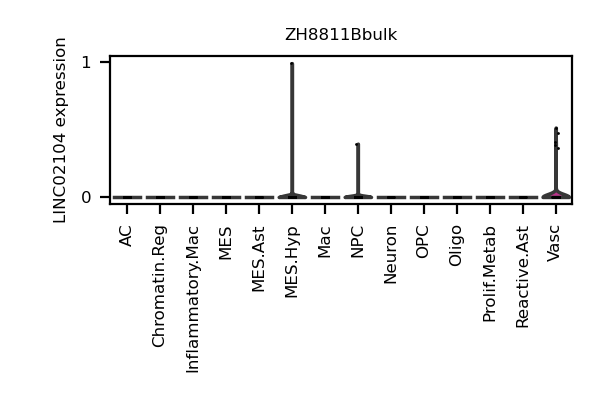 ZH8811Bbulk
LINC02104 expression
1
0
AC
Chromatin.Reg
Inflammatory.Mac
MES
MES.Ast
MES.Hyp
Mac
NPC
Neuron
OPC
Oligo
Prolif.Metab
Reactive.Ast
Vasc